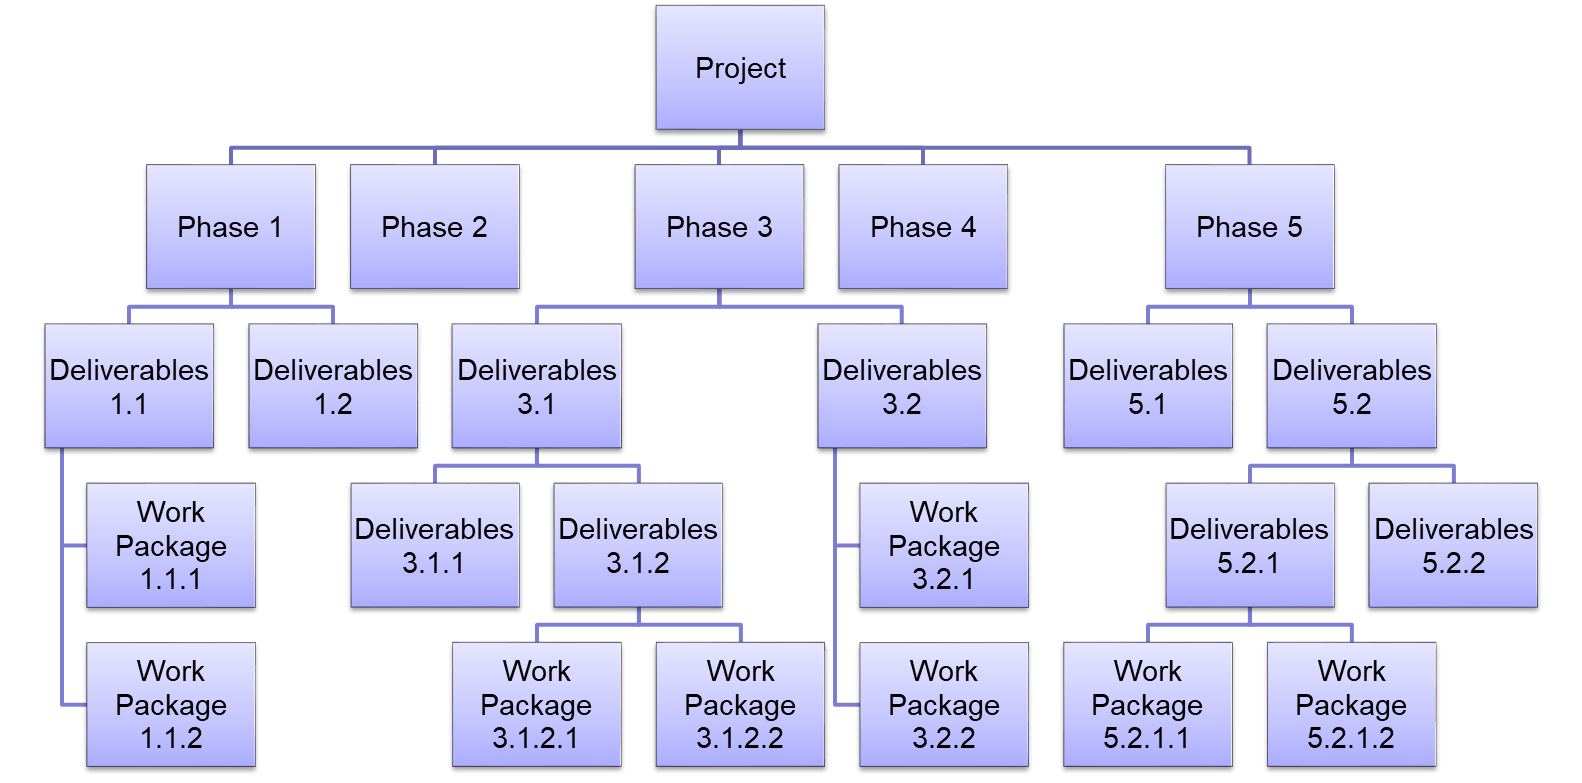 Project
Phase 1
Phase 2
Phase 3
Phase 4
Phase 5
Deliverables
1.1
Deliverables
1.2
Deliverables
3.1
Deliverables
3.2
Deliverables
5.1
Deliverables
5.2
Work
Package
1.1.1
Deliverables
3.1.1
Deliverables
3.1.2
Work
Package
3.2.1
Deliverables
5.2.1
Deliverables
5.2.2
Work
Package
1.1.2
Work
Package
3.1.2.1
Work
Package
3.1.2.2
Work
Package
3.2.2
Work
Package
5.2.1.1
Work
Package
5.2.1.2